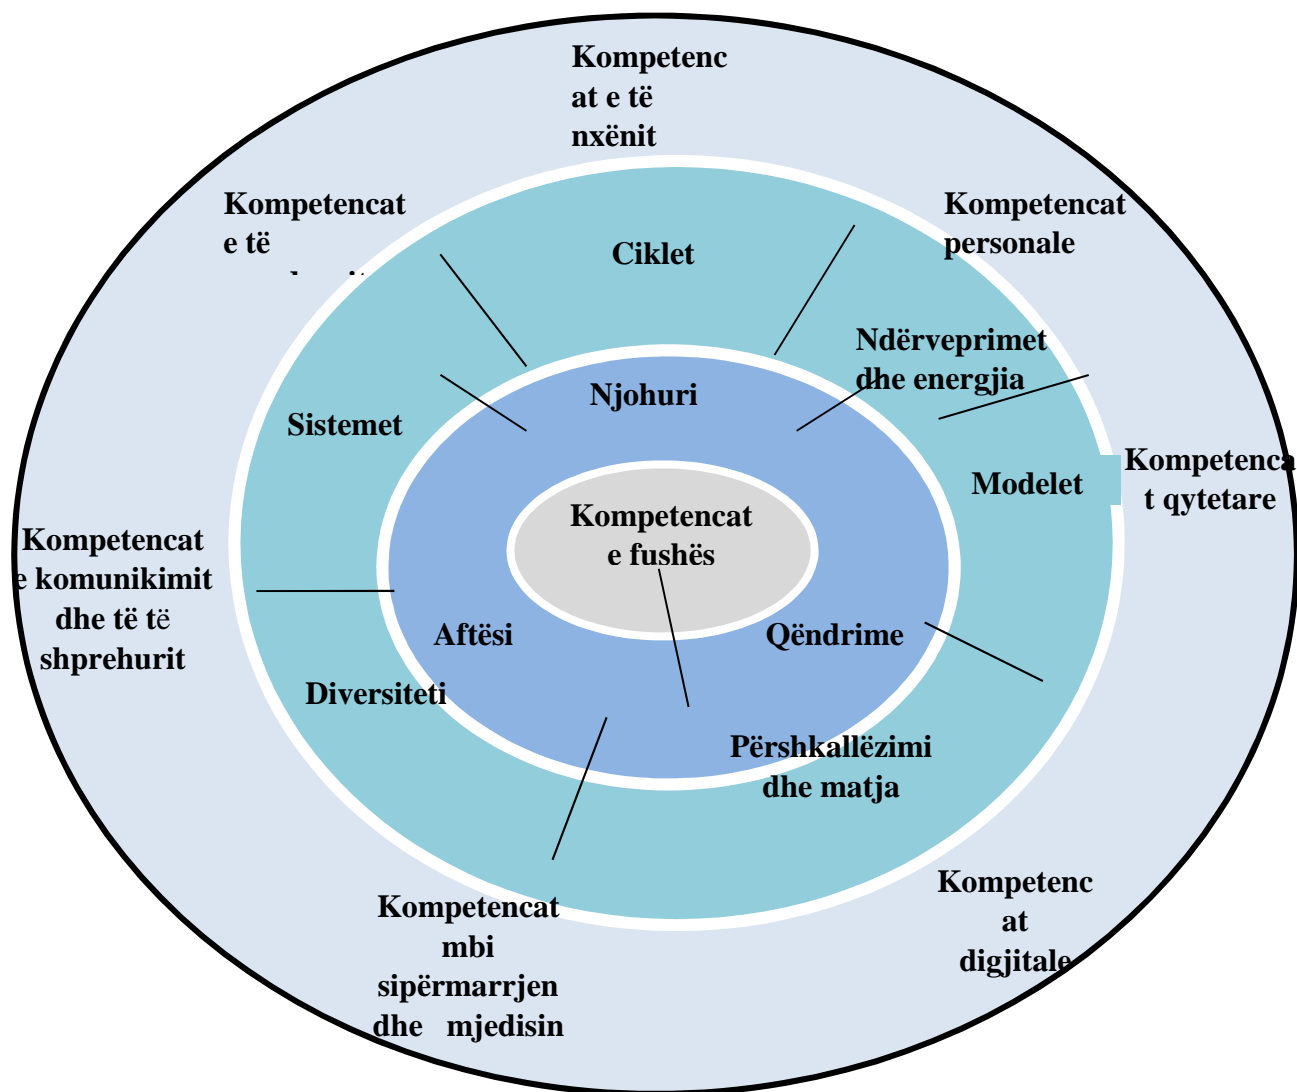 Kompetenc
at e të
nxënit
Kompetencat
e të
Kompetencat
personale
Ciklet
Ndërveprimet
dhe energjia
Njohuri
Sistemet
Modelet
Kompetenca
t qytetare
Kompetencat
e fushës
Kompetencat
e komunikimit
dhe të të
shprehurit
Aftësi
Qëndrime
Diversiteti
Përshkallëzimi
dhe matja
Kompetencat
mbi
sipërmarrjen
dhe mjedisin
Kompetenc
at
digjitale